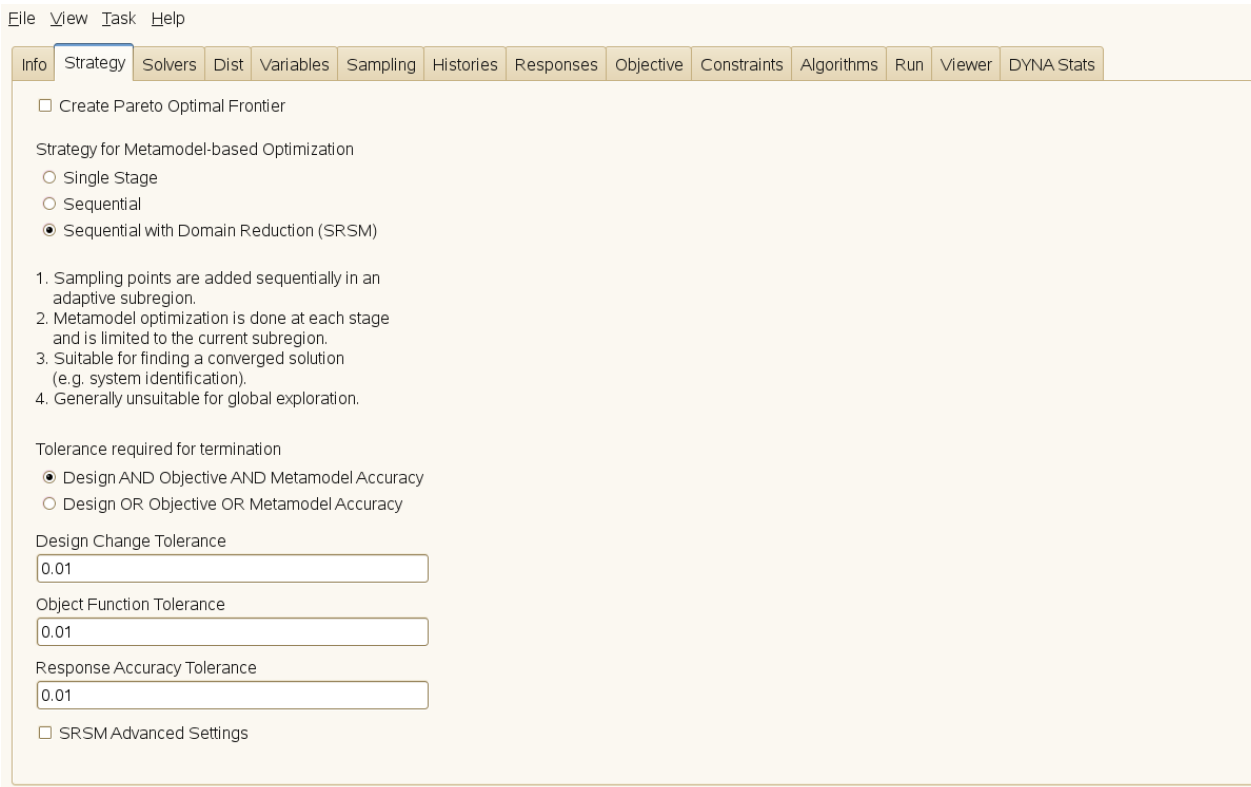 File View Task Help
Info Strategy Solvers Dist Variables Sampling Histories Responses Objective Constraints Algorithms Run Viewer DYNA Stats
Create Pareto Optimal Frontier
Strategy for Metamodel-based Optimization
Single Stage
Sequential
Sequential with Domain Reduction (SRSM)
1. Sampling points are added sequentially in an
adaptive subregion.
2. Metamodel optimization is done at each stage
and is limited to the current subregion.
3. Suitable for finding a converged solution
(e.g. system identification).
4. Generally unsuitable for global exploration.
Tolerance required for termination
Design AND Objective AND Metamodel Accuracy
Design OR Objective OR Metamodel Accuracy
Design Change Tolerance
0.01
Object Function Tolerance
0.01
Response Accuracy Tolerance
0.01
SRSM Advanced Settings